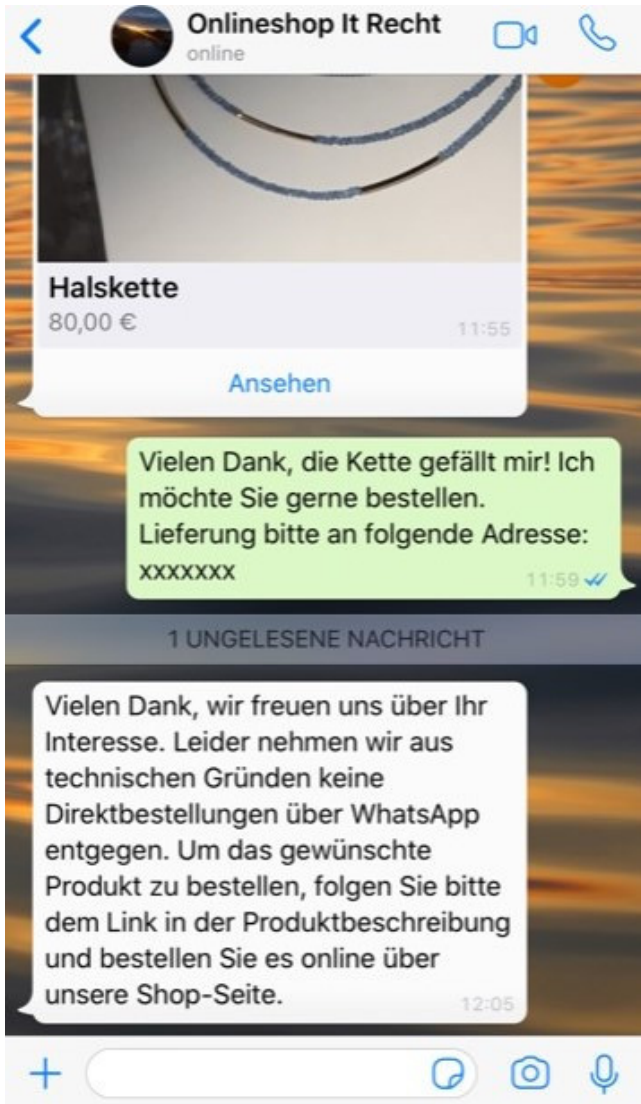 Onlineshop It Recht
online
Halskette
80,00 €
11:55
Ansehen
Vielen Dank, die Kette gefällt mir! Ich
möchte Sie gerne bestellen.
Lieferung bitte an folgende Adresse:
xxxxxxx
11:59
1 UNGELESENE NACHRICHT
Vielen Dank, wir freuen uns über Ihr
Interesse. Leider nehmen wir aus
technischen Gründen keine
Direktbestellungen über WhatsApp
entgegen. Um das gewünschte
Produkt zu bestellen, folgen Sie bitte
dem Link in der Produktbeschreibung
und bestellen Sie es online über
unsere Shop-Seite.
12:05